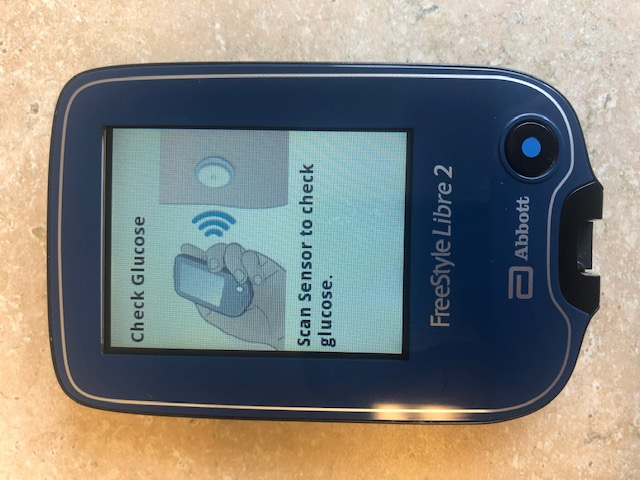 Check Glucose
Scan Sensor to check
glucose.
FreeStyle Libre 2
Abbott